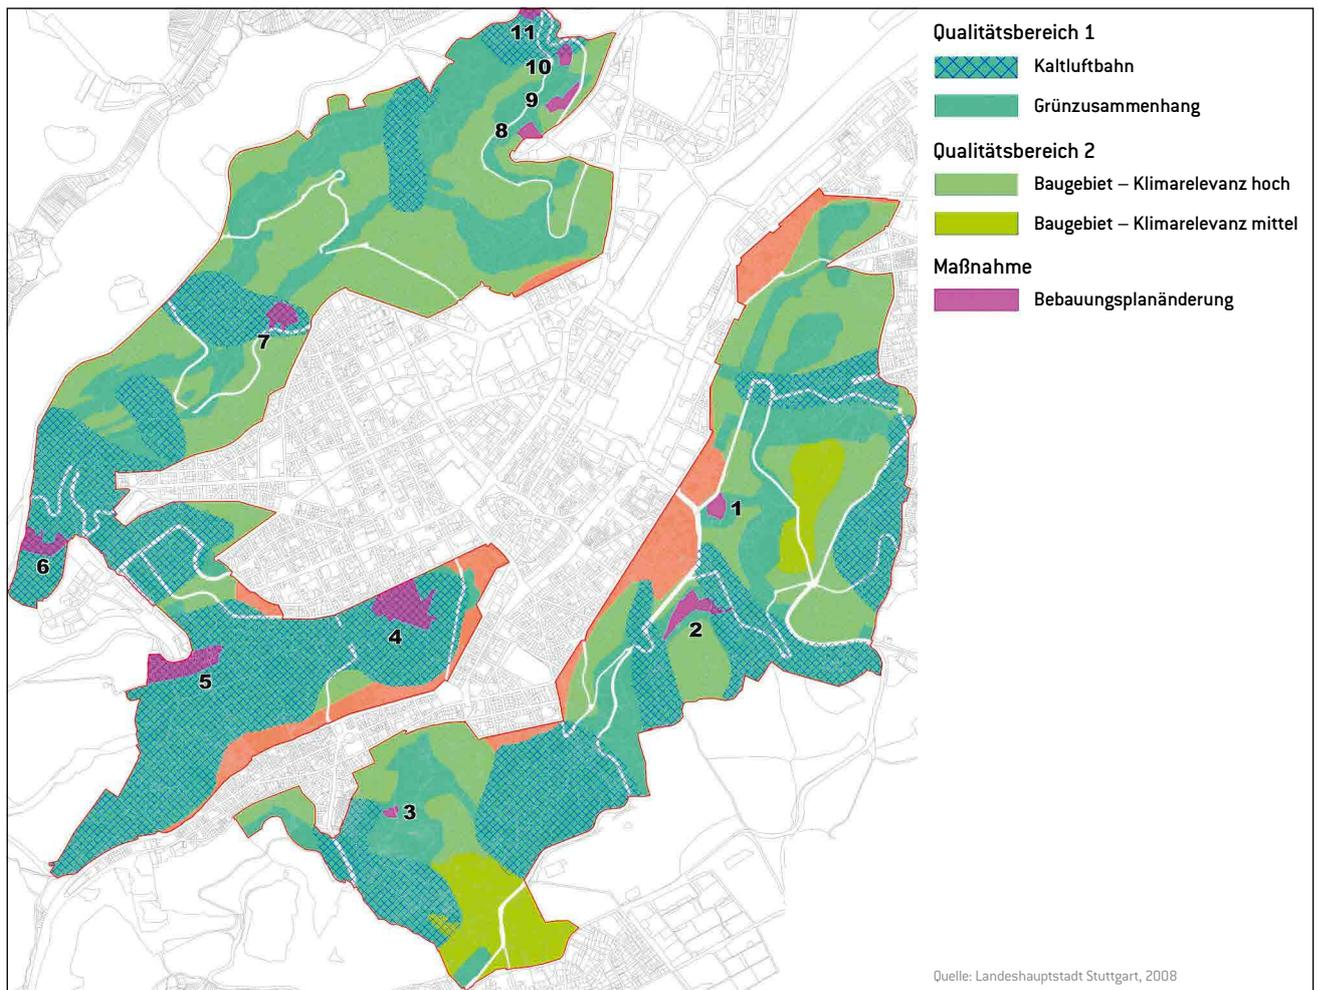 11
10
9
8
7
1
6
2
4
5
3
Qualitätsbereich 1
Kaltluftbahn
Grünzusammenhang
Qualitätsbereich 2
Baugebiet – Klimarelevanz hoch
Baugebiet – Klimarelevanz mittel
Maßnahme
Bebauungsplanänderung
Quelle: Landeshauptstadt Stuttgart, 2008